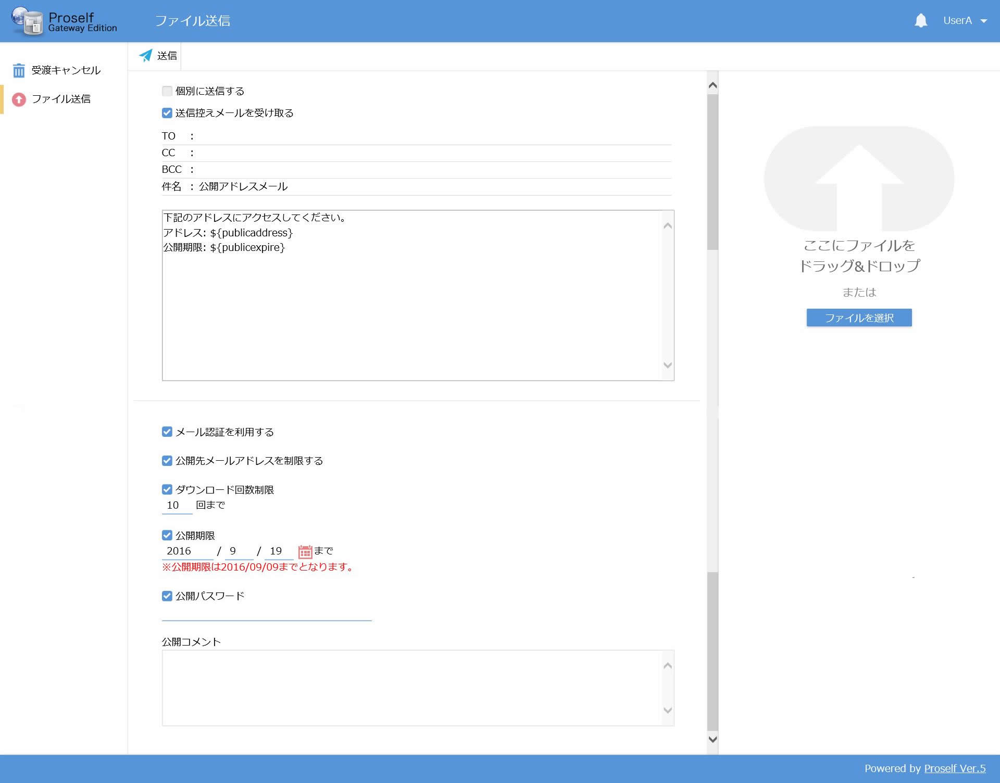 Proself
Gateway Edition
ファイル送信
UserA
受渡キャンセル
ファイル送信
送信
個別に送信する
送信控えメールを受け取る
TO :
CC :
BCC :
件名 : 公開アドレスメール
下記のアドレスにアクセスしてください。
アドレス: ${publicaddress}
公開期限: ${publicexpire}
メール認証を利用する
公開先メールアドレスを制限する
ダウンロード回数制限
10 回まで
公開期限
2016 / 9 / 19 まで
※公開期限は2016/09/09までとなります。
公開パスワード
公開コメント
ここにファイルを
ドラッグ&ドロップ
または
ファイルを選択
Powered by Proself Ver.5